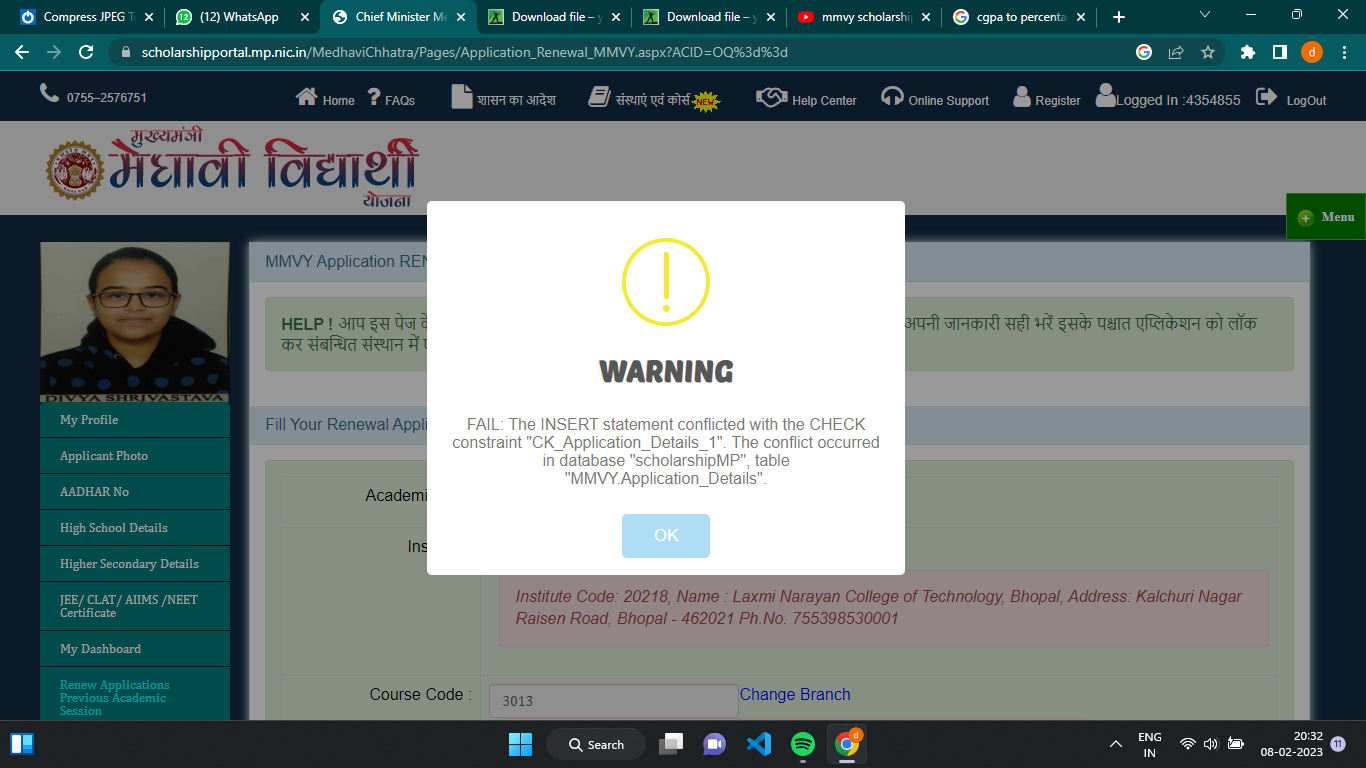 Compress JPEG T
(12) WhatsApp
Chief Minister Me
Download file – y
Download file – y
mmvy scholarshi
cgpa to percenta
scholarshipportal.mp.nic.in/MedhaviChhatra/Pages/Application_Renewal_MMVY.aspx?ACID=OQ%3d%3d
d
0755–2576751
Home
FAQs
शासन का आदेश
संस्थाएं एवं कोर्स
NEW
Help Center
Online Support
Register
Logged In :4354855
LogOut
मुख्यमंत्री
मेधावी विद्यार्थी
योजना
Menu
MMVY Application REN
HELP ! आप इस पेज के
अपनी जानकारी सही भरें इसके पश्चात एप्लिकेशन को लॉक
कर संबन्धित संस्थान में
DIVYA SHRIVASTAVA
WARNING
FAIL: The INSERT statement conflicted with the CHECK
constraint "CK_Application_Details_1". The conflict occurred
in database "scholarshipMP", table
"MMVY.Application_Details".
OK
My Profile
Applicant Photo
AADHAR No
High School Details
Higher Secondary Details
JEE/ CLAT/ AIIMS /NEET
Certificate
My Dashboard
Renew Applications
Previous Academic
Session
Fill Your Renewal Appli
Academi
Ins
Institute Code: 20218, Name : Laxmi Narayan College of Technology, Bhopal, Address: Kalchuri Nagar
Raisen Road, Bhopal - 462021 Ph.No. 755398530001
Course Code :
3013
Change Branch
Search
d
ENG
IN
20:32
08-02-2023
11